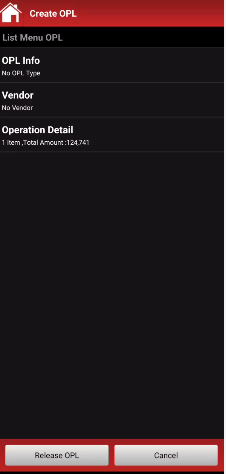 Create OPL
List Menu OPL
OPL Info
No OPL Type
Vendor
No Vendor
Operation Detail
1 item ,Total Amount :124,741
Release OPL
Cancel